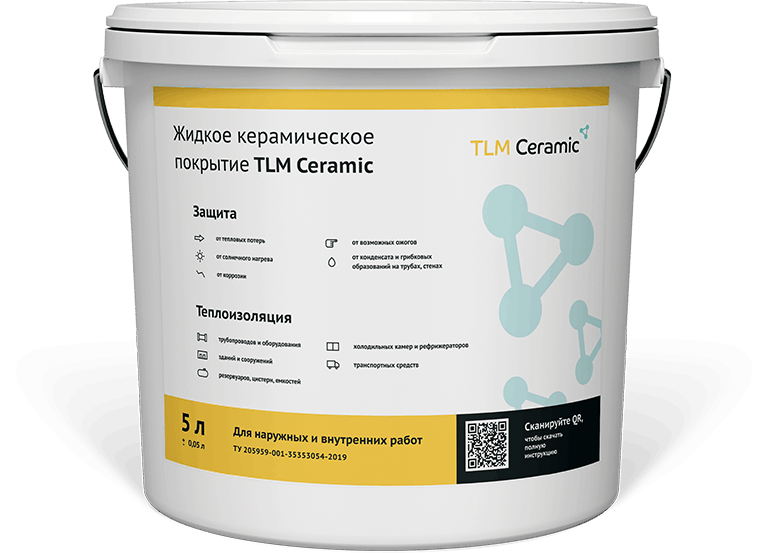 Жидкое керамическое
покрытие TLM Ceramic
TLM Ceramic
Защита
от тепловых потерь
от солнечного нагрева
от коррозии
от возможных ожогов
от конденсата и грибковых
образований на трубах, стенах
Теплоизоляция
трубопроводов и оборудования
зданий и сооружений
резервуаров, цистерн, емкостей
холодильных камер и рефрижераторов
транспортных средств
5 л
± 0,05 л
Для наружных и внутренних работ
ТУ 205959-001-35353054-2019
Сканируйте QR,
чтобы скачать
полную
инструкцию